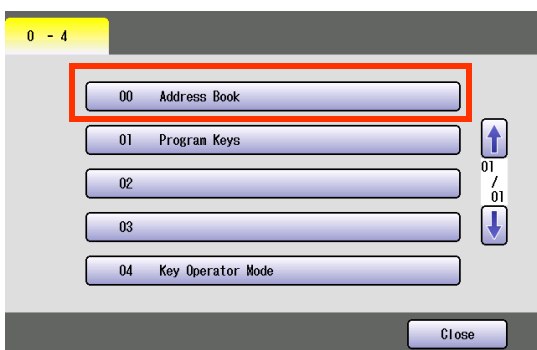 0 - 4
00 Address Book
01 Program Keys
02
03
04 Key Operator Mode
01
/
01
Close